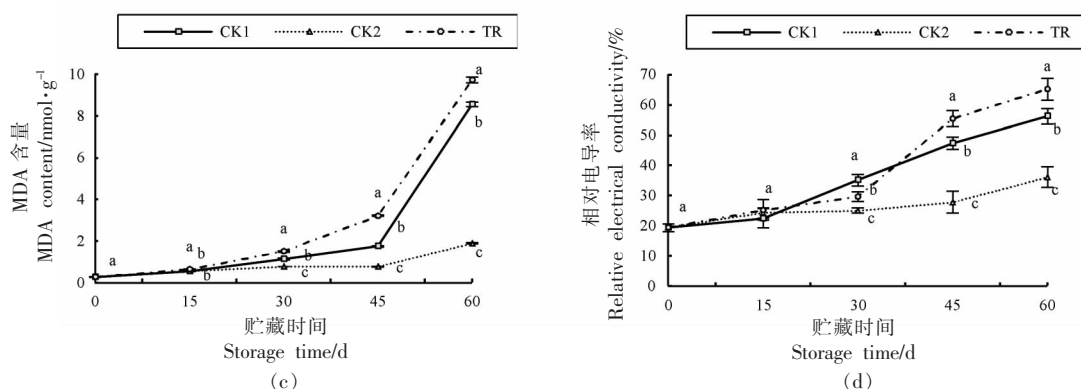 CK1 CK2 TR
MDA 含量
MDA content/nmol·g⁻¹
10
8
6
4
2
0
a
a
a
a
a
b
b
b
b
b
c
c
c
0 15 30 45 60
贮藏时间
Storage time/d
(c)
CK1 CK2 TR
相对电导率
Relative electrical conductivity/%
70
60
50
40
30
20
10
0
a
a
a
a
a
b
b
b
c
c
c
0 15 30 45 60
贮藏时间
Storage time/d
(d)